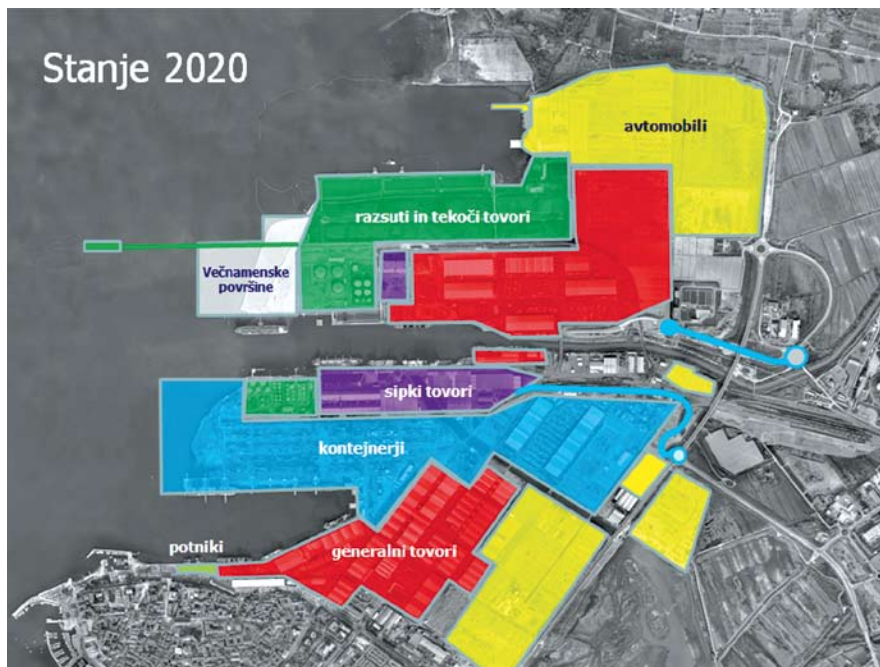 Stanje 2020
avtomobili
razsuti in tekoči tovori
Večnamenske
površine
sipki tovori
kontejnerji
potniki
generalni tovori